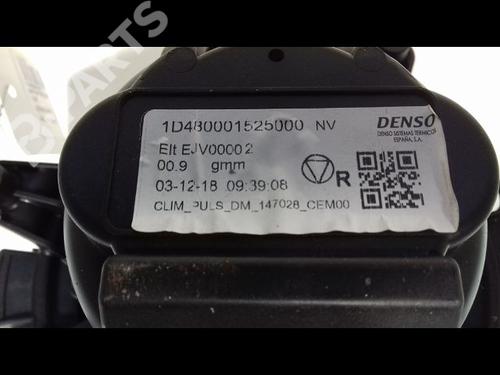 1D480001525000 NV
DENSO
DENSO SISTEMAS TERMICOS
ESPAÑA, S.A.
Elt EJV00002
00.9 gmm
R
03-12-18 09:39:08
CLIM_PULS_DM_147028_CEM00
PARTS